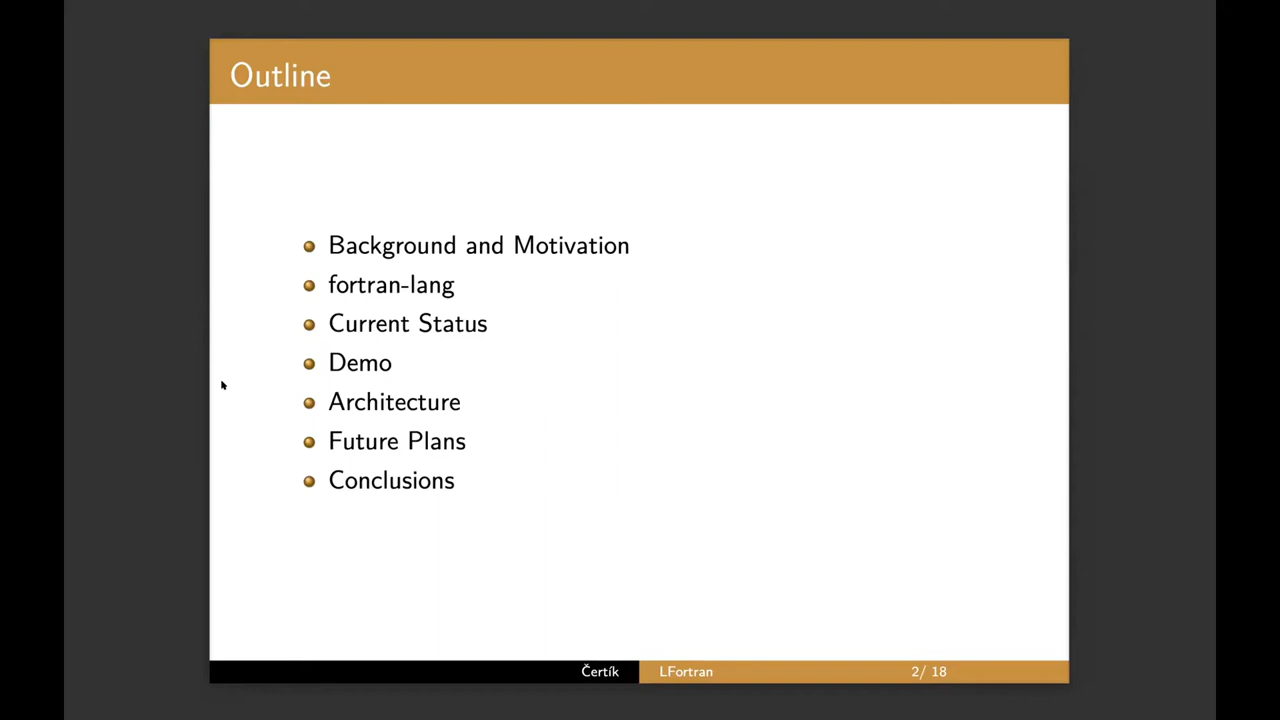 Outline
Background and Motivation
fortran-lang
Current Status
Demo
Architecture
Future Plans
Conclusions
Čertík LFortran 2/ 18